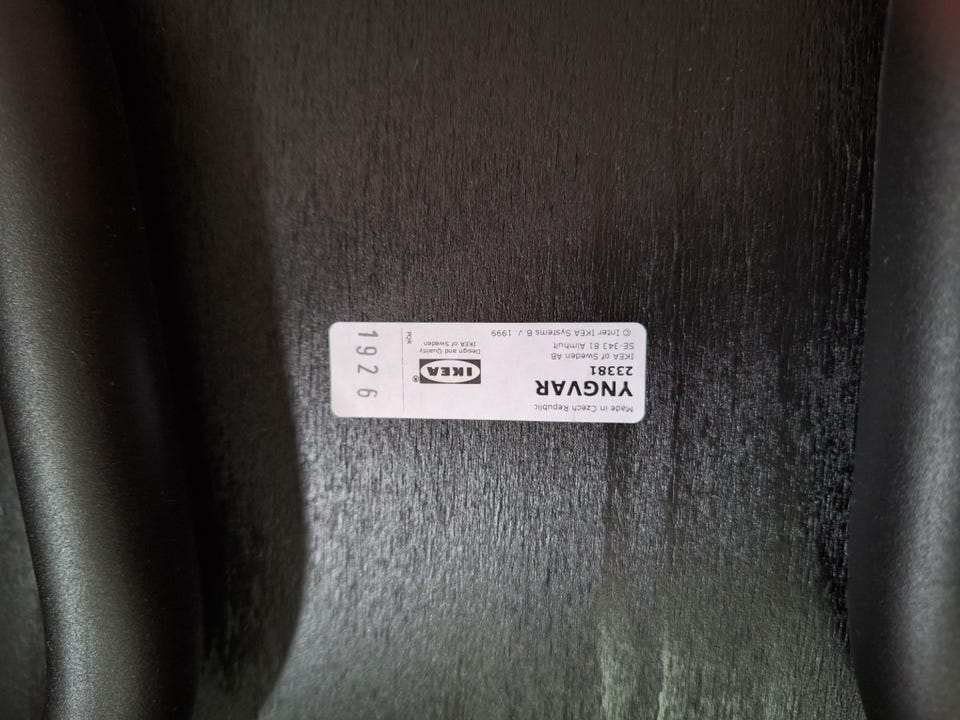 Made in Czech Republic
YNGVAR
23381
IKEA of Sweden AB
SE-343 81 Älmhult
© Inter IKEA Systems B.V. 1999
IKEA®
Design and Quality
IKEA of Sweden
1926